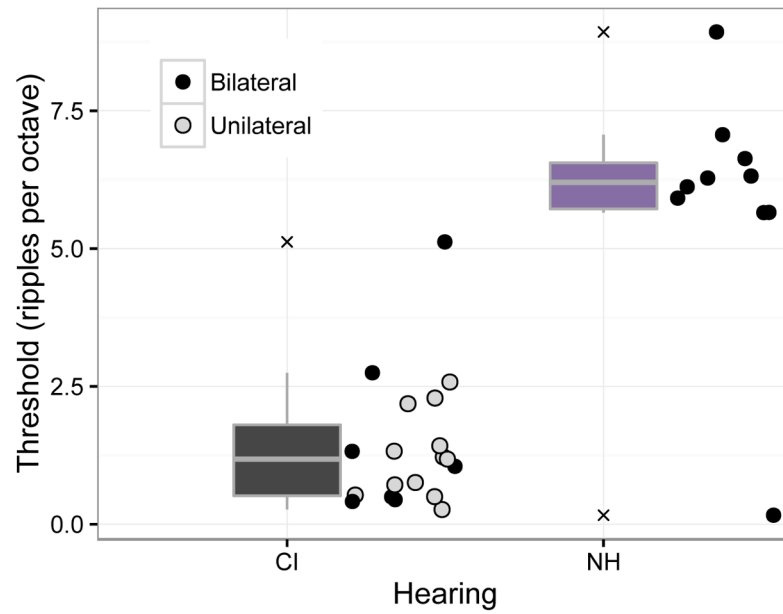 Threshold (ripples per octave)
7.5
5.0
2.5
0.0
Bilateral
Unilateral
CI
NH
Hearing